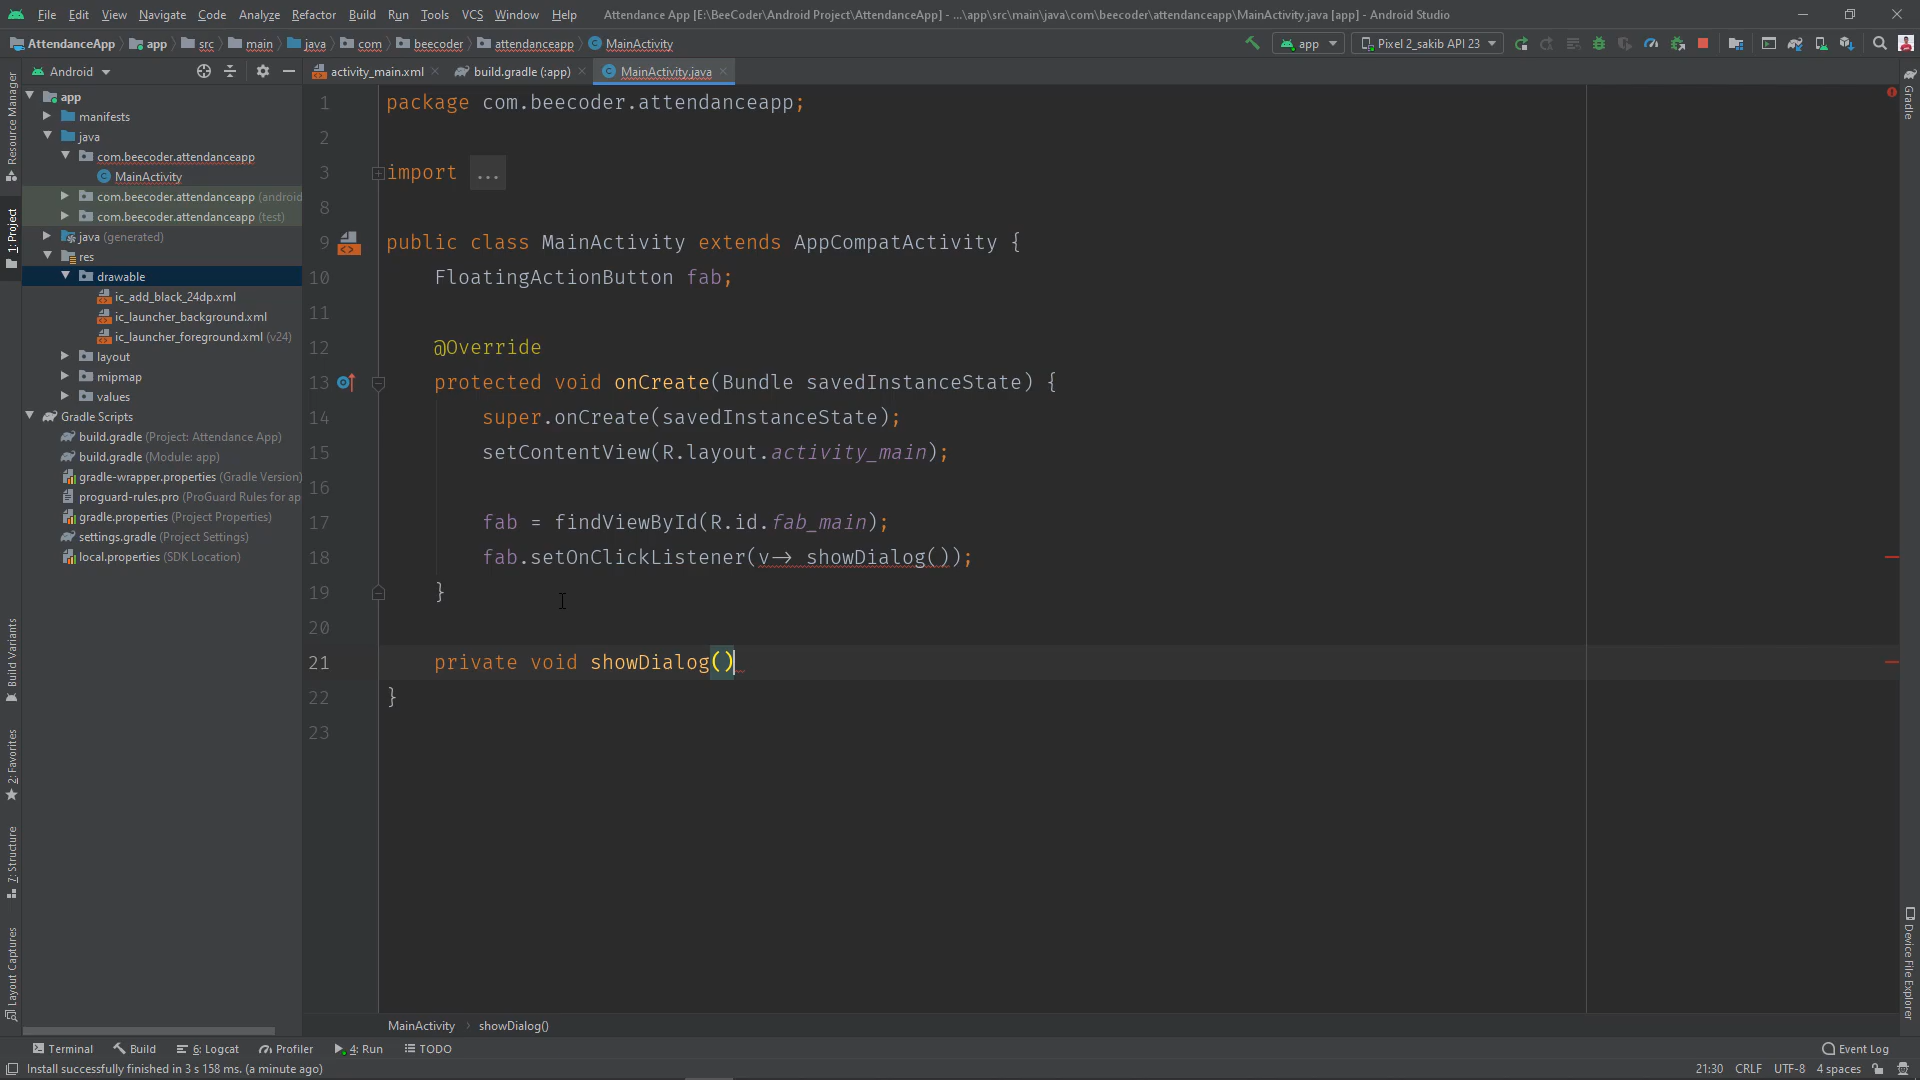 File Edit View Navigate Code Analyze Refactor Build Run Tools VCS Window Help Attendance App [E:\BeeCoder\Android Project\AttendanceApp] - ...\app\src\main\java\com\beecoder\attendanceapp\MainActivity.java [app] - Android Studio
AttendanceApp app src main java com beecoder attendanceapp MainActivity app Pixel 2_sakib API 23
Android activity_main.xml build.gradle (:app) MainActivity.java
app
manifests
java
com.beecoder.attendanceapp
MainActivity
com.beecoder.attendanceapp (android
com.beecoder.attendanceapp (test)
java (generated)
res
drawable
ic_add_black_24dp.xml
ic_launcher_background.xml
ic_launcher_foreground.xml (v24)
layout
mipmap
values
Gradle Scripts
build.gradle (Project: Attendance App)
build.gradle (Module: app)
gradle-wrapper.properties (Gradle Version)
proguard-rules.pro (ProGuard Rules for ap
gradle.properties (Project Properties)
settings.gradle (Project Settings)
local.properties (SDK Location)
Resource Manager
1: Project
Build Variants
2: Favorites
7: Structure
Layout Captures
1 package com.beecoder.attendanceapp;
2
3 import ...
8
9 public class MainActivity extends AppCompatActivity {
10 FloatingActionButton fab;
11
12 @Override
13 protected void onCreate(Bundle savedInstanceState) {
14 super.onCreate(savedInstanceState);
15 setContentView(R.layout.activity_main);
16
17 fab = findViewById(R.id.fab_main);
18 fab.setOnClickListener(v-> showDialog());
19 }
20
21 private void showDialog()
22 }
23
Gradle
Device File Explorer
MainActivity showDialog()
Terminal Build 6: Logcat Profiler 4: Run TODO Event Log
Install successfully finished in 3 s 158 ms. (a minute ago) 21:30 CRLF UTF-8 4 spaces